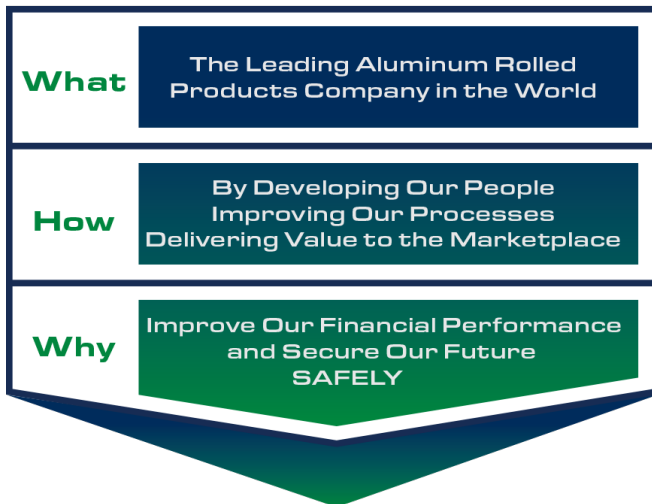 What
The Leading Aluminum Rolled
Products Company in the World
How
By Developing Our People
Improving Our Processes
Delivering Value to the Marketplace
Why
Improve Our Financial Performance
and Secure Our Future
SAFELY